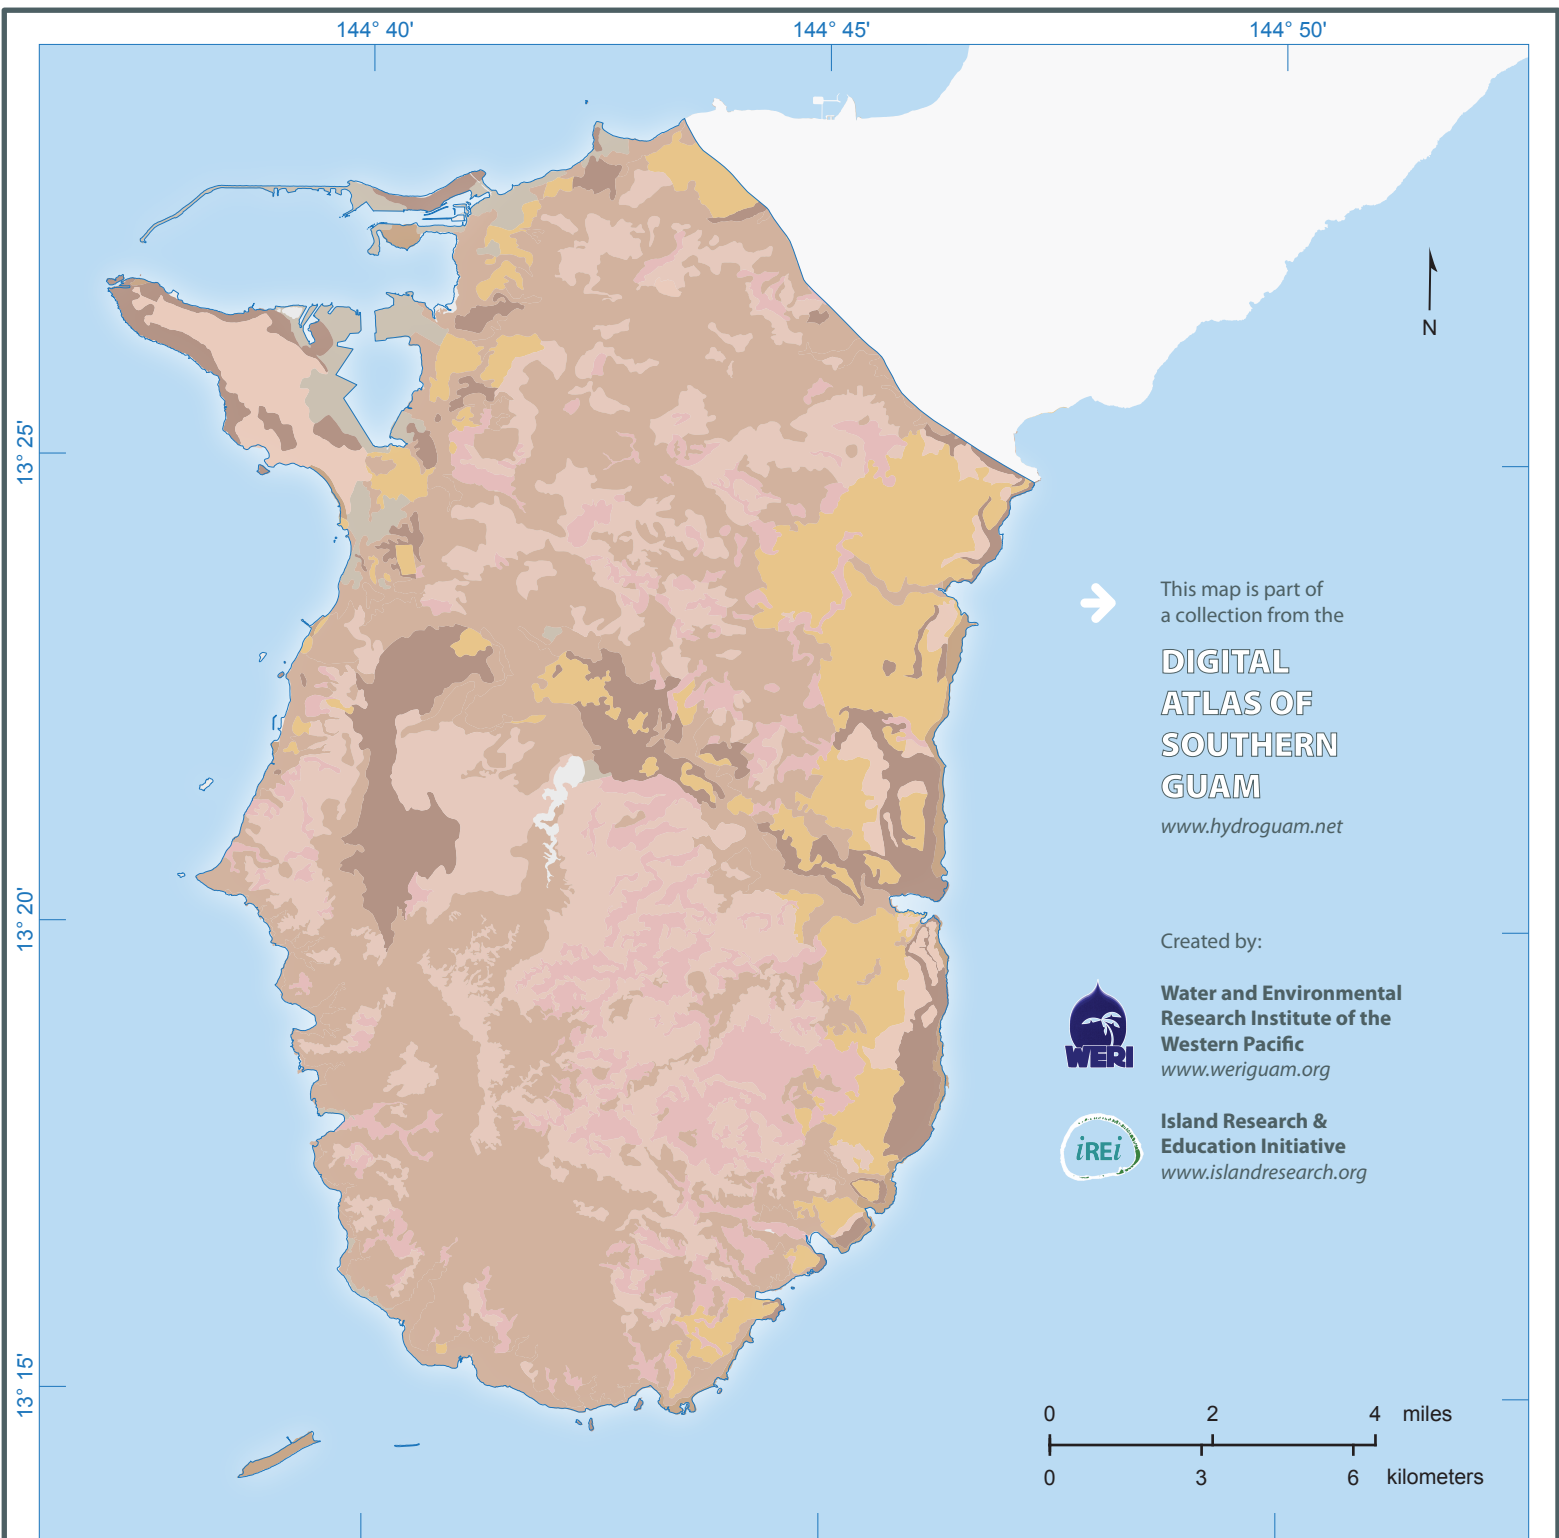 144° 40'
144° 45'
144° 50'
13° 25'
N
This map is part of
a collection from the
DIGITAL
ATLAS OF
SOUTHERN
GUAM
www.hydroguam.net
13° 20'
Created by:
WERI
Water and Environmental
Research Institute of the
Western Pacific
www.weriguam.org
iREi
Island Research &
Education Initiative
www.islandresearch.org
13° 15'
0 2 4 miles
0 3 6 kilometers